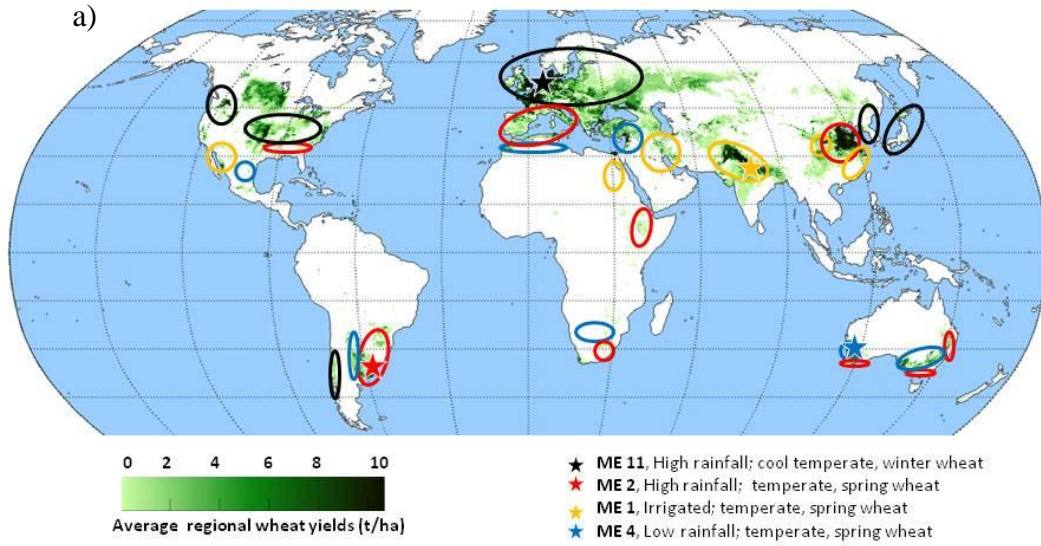 a)
0 2 4 6 8 10
Average regional wheat yields (t/ha)
ME 11, High rainfall; cool temperate, winter wheat
ME 2, High rainfall; temperate, spring wheat
ME 1, Irrigated; temperate, spring wheat
ME 4, Low rainfall; temperate, spring wheat